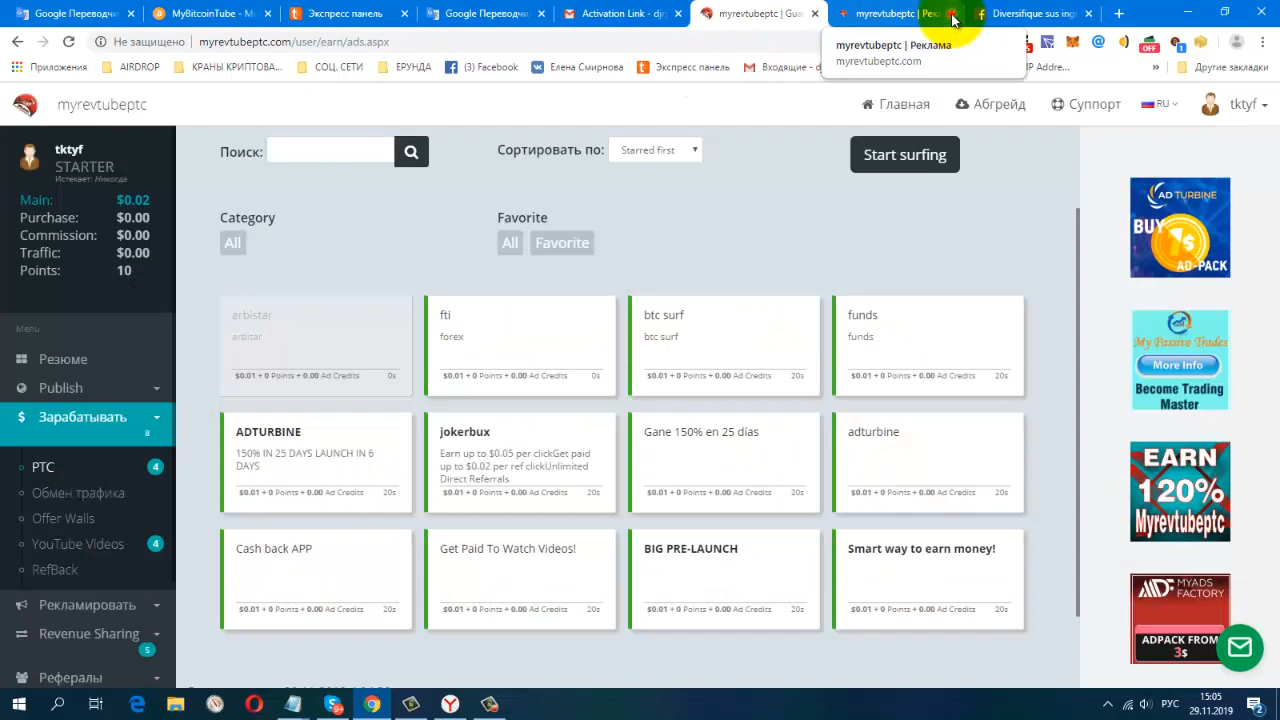 Google Переводчик
MyBitcoinTube - M
Экспресс панель
Google Переводчик
Activation Link - djr
myrevtubeptc | Gua
myrevtubeptc | Рек
Diversifique sus ing
Не защищено
myrevtubeptc.com/user/earn/ads.aspx
myrevtubeptc | Реклама
myrevtubeptc.com
OFF
1
Приложения
AIRDROP
КРАНЫ КРИПТОВА...
СОЦ. СЕТИ
ЕРУНДА
(3) Facebook
Елена Смирнова
Экспресс панель
Входящие - d
IP Addre...
»
Другие закладки
myrevtubeptc
Главная
Абгрейд
Суппорт
RU
tktyf
tktyf
STARTER
Истекает: Никогда
Main: $0.02
Purchase: $0.00
Commission: $0.00
Traffic: $0.00
Points: 10
Menu
Резюме
Publish
Зарабатывать
8
PTC 4
Обмен трафика
Offer Walls
YouTube Videos 4
RefBack
Рекламировать
Revenue Sharing
5
Рефералы
Поиск:
Сортировать по: Starred first
Start surfing
Category
Favorite
All
All Favorite
arbistar
arbitar
$0.01 + 0 Points + 0.00 Ad Credits 0s
fti
forex
$0.01 + 0 Points + 0.00 Ad Credits 0s
btc surf
btc surf
$0.01 + 0 Points + 0.00 Ad Credits 20s
funds
funds
$0.01 + 0 Points + 0.00 Ad Credits 20s
ADTURBINE
150% IN 25 DAYS LAUNCH IN 6
DAYS
$0.01 + 0 Points + 0.00 Ad Credits 20s
jokerbux
Earn up to $0.05 per clickGet paid
up to $0.02 per ref clickUnlimited
Direct Referrals
$0.01 + 0 Points + 0.00 Ad Credits 20s
Gane 150% en 25 días
$0.01 + 0 Points + 0.00 Ad Credits 20s
adturbine
$0.01 + 0 Points + 0.00 Ad Credits 20s
Cash back APP
$0.01 + 0 Points + 0.00 Ad Credits 20s
Get Paid To Watch Videos!
$0.01 + 0 Points + 0.00 Ad Credits 20s
BIG PRE-LAUNCH
$0.01 + 0 Points + 0.00 Ad Credits 20s
Smart way to earn money!
$0.01 + 0 Points + 0.00 Ad Credits 20s
AD TURBINE
BUY
1$
AD-PACK
My Passive Trades
More Info
Become Trading
Master
EARN
120%
Myrevtubeptc
MYADS
FACTORY
ADPACK FROM
3$
РУС
15:05
29.11.2019
2